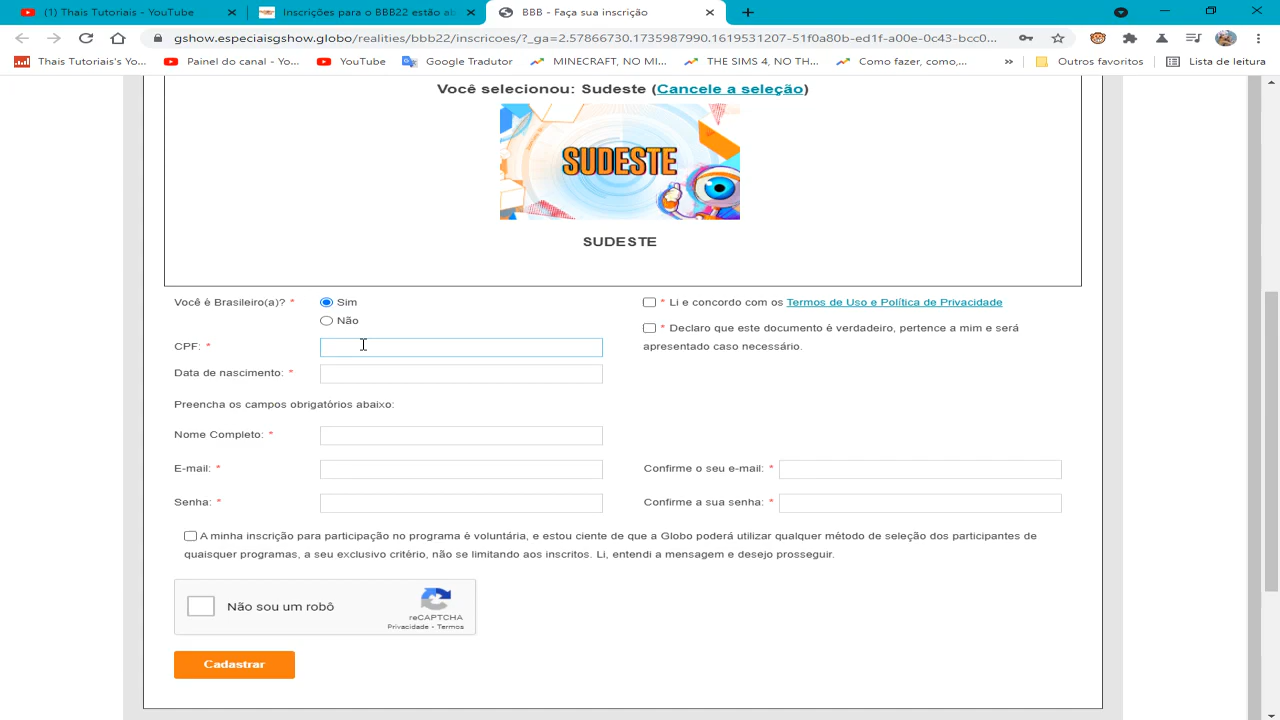 (1) Thais Tutoriais - YouTube
Inscrições para o BBB22 estão ab
BBB - Faça sua inscrição
gshow.especiaisgshow.globo/realities/bbb22/inscricoes/?_ga=2.57866730.1735987990.1619531207-51f0a80b-ed1f-a00e-0c43-bcc0...
Thais Tutoriais's Yo...
Painel do canal - Yo...
YouTube
Google Tradutor
MINECRAFT, NO MI...
THE SIMS 4, NO TH...
Como fazer, como,...
»
Outros favoritos
Lista de leitura
Você selecionou: Sudeste (Cancele a seleção)
SUDESTE
SUDESTE
Você é Brasileiro(a)? * Sim
Não
* Li e concordo com os Termos de Uso e Política de Privacidade
* Declaro que este documento é verdadeiro, pertence a mim e será
apresentado caso necessário.
CPF: *
Data de nascimento: *
Preencha os campos obrigatórios abaixo:
Nome Completo: *
E-mail: *
Confirme o seu e-mail: *
Senha: *
Confirme a sua senha: *
A minha inscrição para participação no programa é voluntária, e estou ciente de que a Globo poderá utilizar qualquer método de seleção dos participantes de
quaisquer programas, a seu exclusivo critério, não se limitando aos inscritos. Li, entendi a mensagem e desejo prosseguir.
Não sou um robô
reCAPTCHA
Privacidade - Termos
Cadastrar